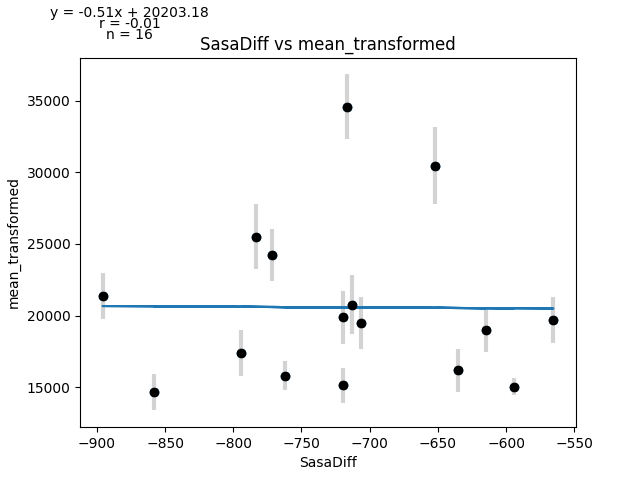 y = -0.51x + 20203.18
r = -0.01
n = 16
SasaDiff vs mean_transformed
mean_transformed
35000
30000
25000
20000
15000
−900 −850 −800 −750 −700 −650 −600 −550
SasaDiff